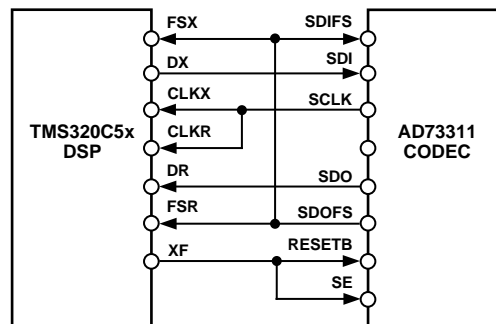 FSX
SDIFS
DX
SDI
CLKX
SCLK
TMS320C5x
DSP
CLKR
AD73311
CODEC
DR
SDO
FSR
SDOFS
XF
RESETB
SE